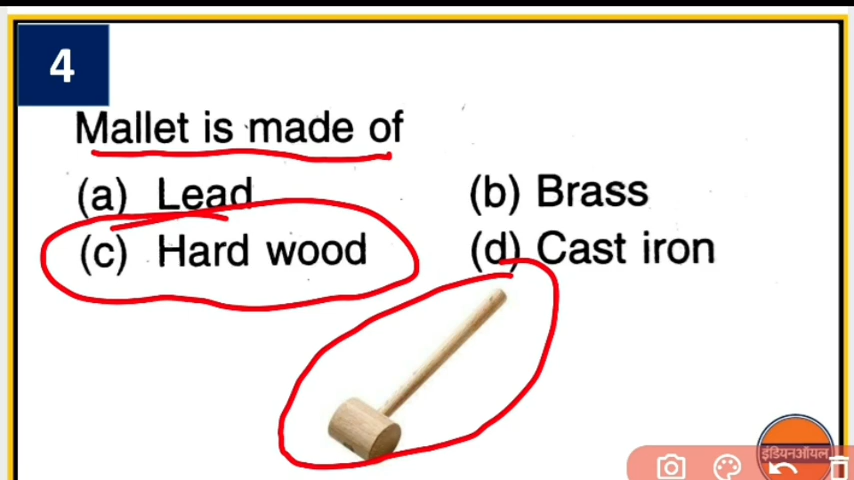 4
Mallet is made of
(a) Lead
(b) Brass
(c) Hard wood
(d) Cast iron
इंडियनऑयल